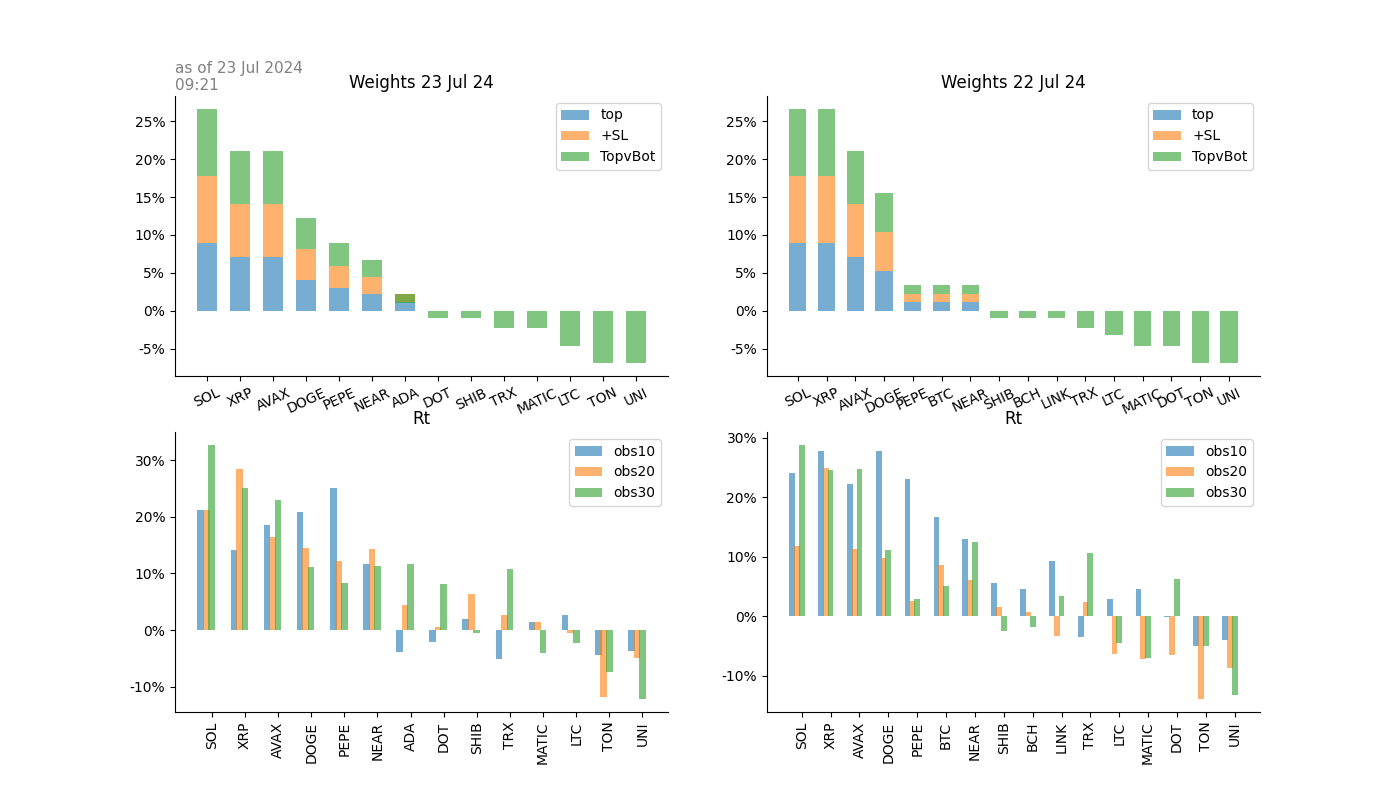 as of 23 Jul 2024
09:21
Weights 23 Jul 24
25%
20%
15%
10%
5%
0%
-5%
top
+SL
TopvBot
SOL XRP AVAX DOGE PEPE NEAR ADA DOT SHIB TRX MATIC LTC TON UNI
Weights 22 Jul 24
25%
20%
15%
10%
5%
0%
-5%
top
+SL
TopvBot
SOL XRP AVAX DOGE PEPE BTC NEAR SHIB BCH LINK TRX LTC MATIC DOT TON UNI
Rt
30%
20%
10%
0%
-10%
obs10
obs20
obs30
SOL XRP AVAX DOGE PEPE NEAR ADA DOT SHIB TRX MATIC LTC TON UNI
Rt
30%
20%
10%
0%
-10%
obs10
obs20
obs30
SOL XRP AVAX DOGE PEPE BTC NEAR SHIB BCH LINK TRX LTC MATIC DOT TON UNI